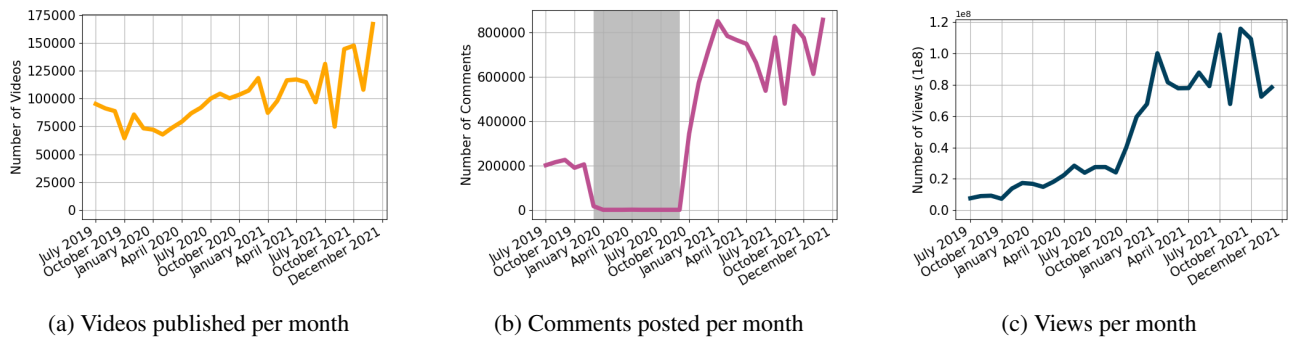 175000
150000
125000
100000
75000
50000
25000
0
Number of Videos
July 2019
October 2019
January 2020
April 2020
July 2020
October 2020
January 2021
April 2021
July 2021
October 2021
December 2021
(a) Videos published per month
800000
600000
400000
200000
0
Number of Comments
July 2019
October 2019
January 2020
April 2020
July 2020
October 2020
January 2021
April 2021
July 2021
October 2021
December 2021
(b) Comments posted per month
1e8
1.2
1.0
0.8
0.6
0.4
0.2
0.0
Number of Views (1e8)
July 2019
October 2019
January 2020
April 2020
July 2020
October 2020
January 2021
April 2021
July 2021
October 2021
December 2021
(c) Views per month